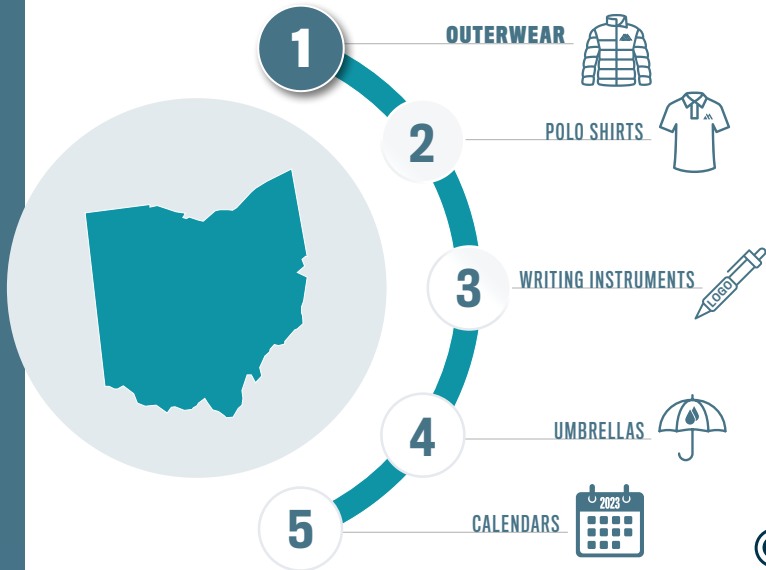 1
OUTERWEAR
2
POLO SHIRTS
3
WRITING INSTRUMENTS
LOGO
4
UMBRELLAS
5
CALENDARS
2023